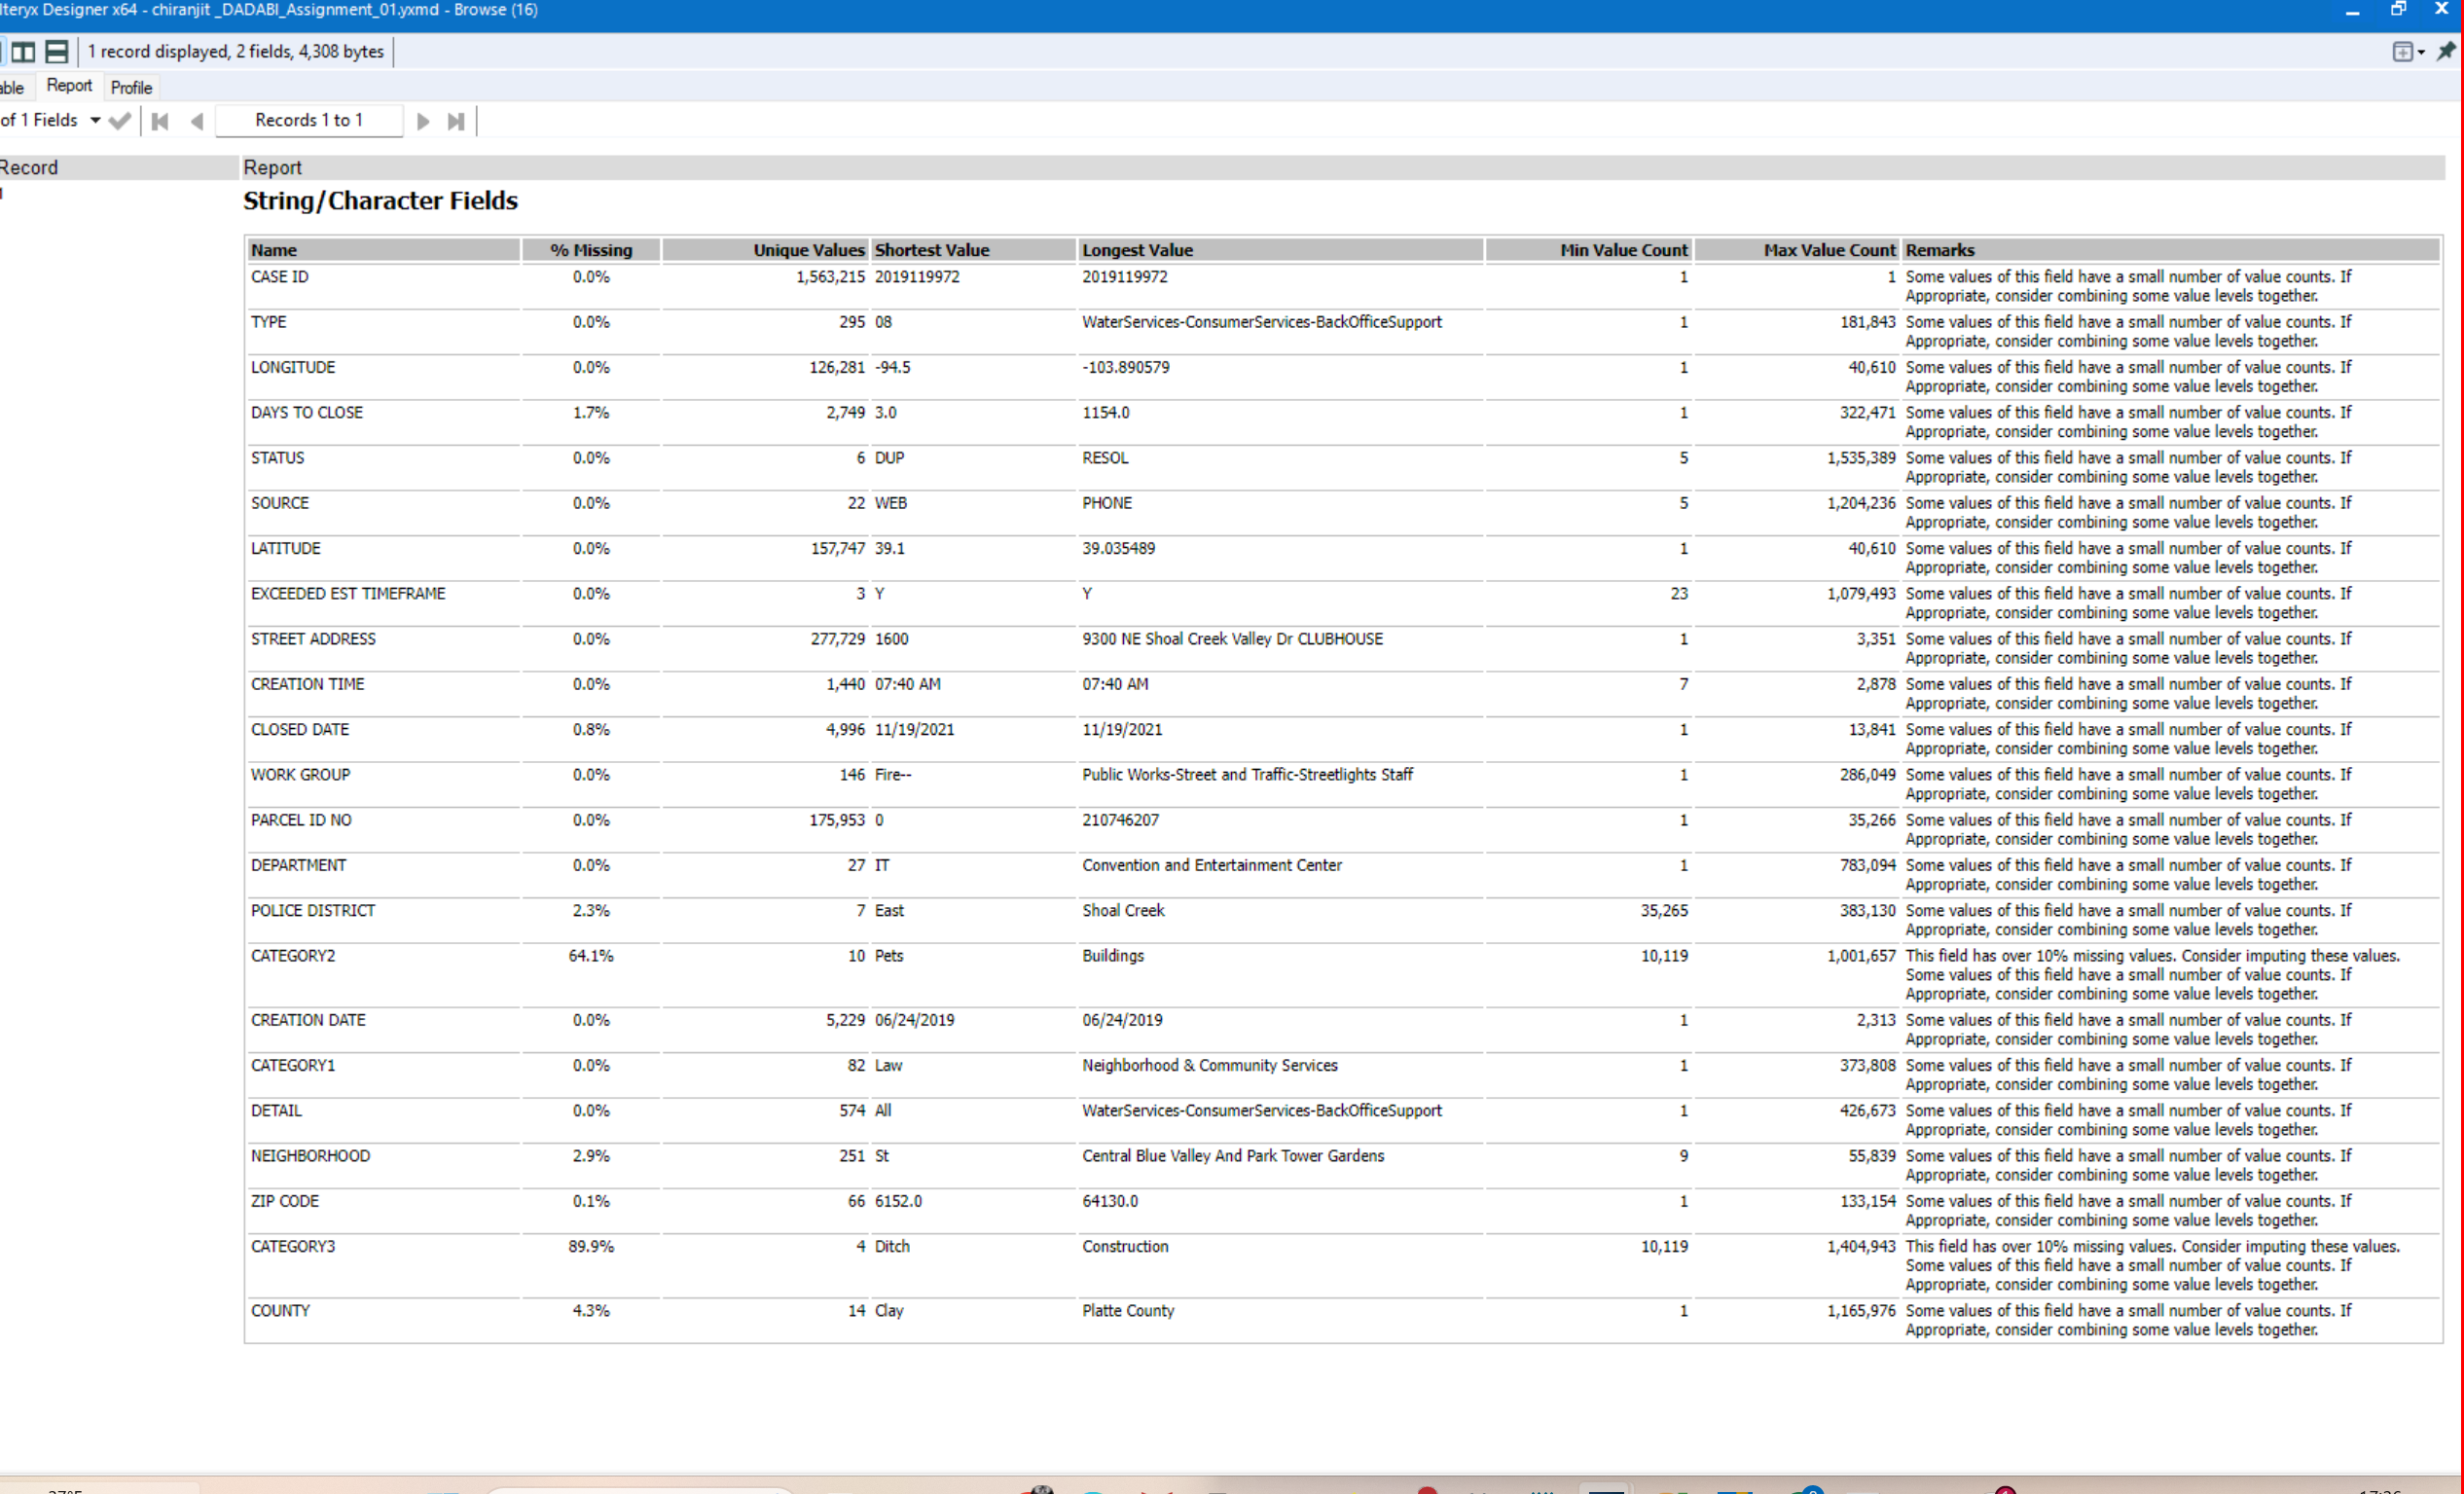 lteryx Designer x64 - chiranjit _DADABI_Assignment_01.yxmd - Browse (16)
1 record displayed, 2 fields, 4,308 bytes
able Report Profile
of 1 Fields Records 1 to 1
Record Report
String/Character Fields
Name % Missing Unique Values Shortest Value Longest Value Min Value Count Max Value Count Remarks
CASE ID 0.0% 1,563,215 2019119972 2019119972 1 1 Some values of this field have a small number of value counts. If
Appropriate, consider combining some value levels together.
TYPE 0.0% 295 08 WaterServices-ConsumerServices-BackOfficeSupport 1 181,843 Some values of this field have a small number of value counts. If
Appropriate, consider combining some value levels together.
LONGITUDE 0.0% 126,281 -94.5 -103.890579 1 40,610 Some values of this field have a small number of value counts. If
Appropriate, consider combining some value levels together.
DAYS TO CLOSE 1.7% 2,749 3.0 1154.0 1 322,471 Some values of this field have a small number of value counts. If
Appropriate, consider combining some value levels together.
STATUS 0.0% 6 DUP RESOL 5 1,535,389 Some values of this field have a small number of value counts. If
Appropriate, consider combining some value levels together.
SOURCE 0.0% 22 WEB PHONE 5 1,204,236 Some values of this field have a small number of value counts. If
Appropriate, consider combining some value levels together.
LATITUDE 0.0% 157,747 39.1 39.035489 1 40,610 Some values of this field have a small number of value counts. If
Appropriate, consider combining some value levels together.
EXCEEDED EST TIMEFRAME 0.0% 3 Y Y 23 1,079,493 Some values of this field have a small number of value counts. If
Appropriate, consider combining some value levels together.
STREET ADDRESS 0.0% 277,729 1600 9300 NE Shoal Creek Valley Dr CLUBHOUSE 1 3,351 Some values of this field have a small number of value counts. If
Appropriate, consider combining some value levels together.
CREATION TIME 0.0% 1,440 07:40 AM 07:40 AM 7 2,878 Some values of this field have a small number of value counts. If
Appropriate, consider combining some value levels together.
CLOSED DATE 0.8% 4,996 11/19/2021 11/19/2021 1 13,841 Some values of this field have a small number of value counts. If
Appropriate, consider combining some value levels together.
WORK GROUP 0.0% 146 Fire-- Public Works-Street and Traffic-Streetlights Staff 1 286,049 Some values of this field have a small number of value counts. If
Appropriate, consider combining some value levels together.
PARCEL ID NO 0.0% 175,953 0 210746207 1 35,266 Some values of this field have a small number of value counts. If
Appropriate, consider combining some value levels together.
DEPARTMENT 0.0% 27 IT Convention and Entertainment Center 1 783,094 Some values of this field have a small number of value counts. If
Appropriate, consider combining some value levels together.
POLICE DISTRICT 2.3% 7 East Shoal Creek 35,265 383,130 Some values of this field have a small number of value counts. If
Appropriate, consider combining some value levels together.
CATEGORY2 64.1% 10 Pets Buildings 10,119 1,001,657 This field has over 10% missing values. Consider imputing these values.
Some values of this field have a small number of value counts. If
Appropriate, consider combining some value levels together.
CREATION DATE 0.0% 5,229 06/24/2019 06/24/2019 1 2,313 Some values of this field have a small number of value counts. If
Appropriate, consider combining some value levels together.
CATEGORY1 0.0% 82 Law Neighborhood & Community Services 1 373,808 Some values of this field have a small number of value counts. If
Appropriate, consider combining some value levels together.
DETAIL 0.0% 574 All WaterServices-ConsumerServices-BackOfficeSupport 1 426,673 Some values of this field have a small number of value counts. If
Appropriate, consider combining some value levels together.
NEIGHBORHOOD 2.9% 251 St Central Blue Valley And Park Tower Gardens 9 55,839 Some values of this field have a small number of value counts. If
Appropriate, consider combining some value levels together.
ZIP CODE 0.1% 66 6152.0 64130.0 1 133,154 Some values of this field have a small number of value counts. If
Appropriate, consider combining some value levels together.
CATEGORY3 89.9% 4 Ditch Construction 10,119 1,404,943 This field has over 10% missing values. Consider imputing these values.
Some values of this field have a small number of value counts. If
Appropriate, consider combining some value levels together.
COUNTY 4.3% 14 Clay Platte County 1 1,165,976 Some values of this field have a small number of value counts. If
Appropriate, consider combining some value levels together.